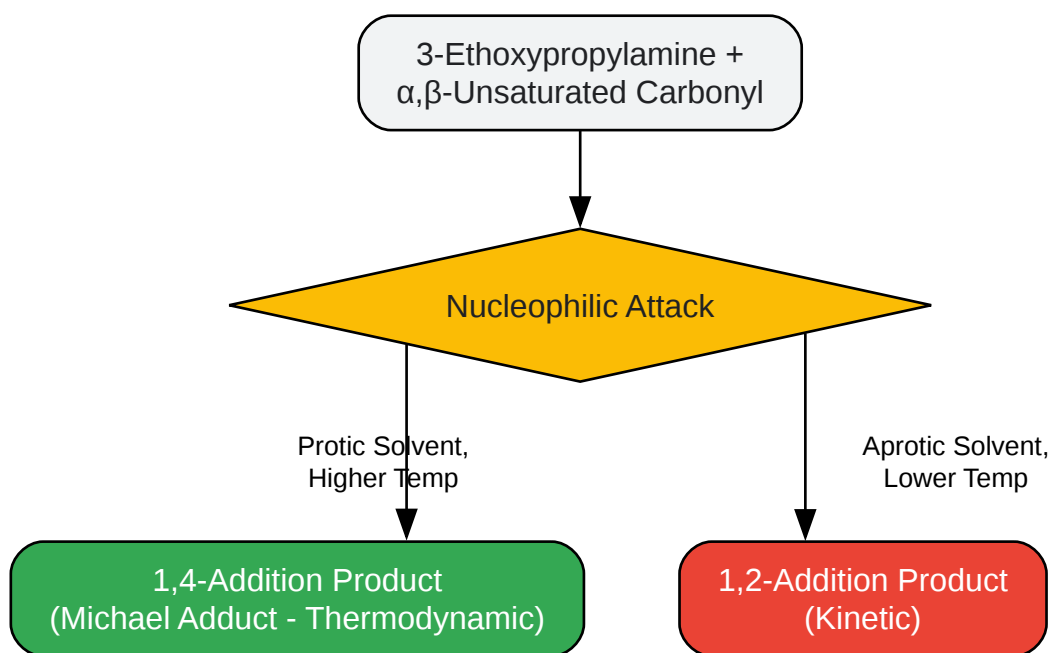 3-Ethoxypropylamine +
α,β-Unsaturated Carbonyl
Nucleophilic Attack
Protic Solvent,
Higher Temp
Aprotic Solvent,
Lower Temp
1,4-Addition Product
(Michael Adduct - Thermodynamic)
1,2-Addition Product
(Kinetic)